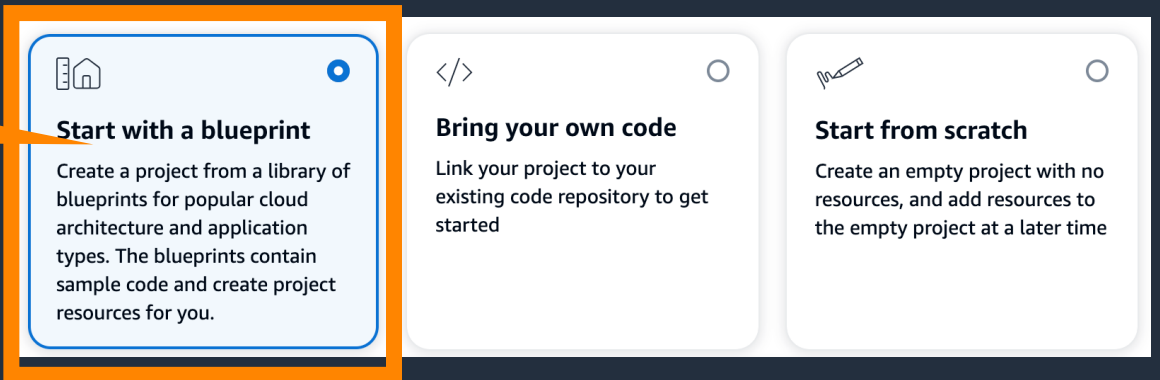 Start with a blueprint
Create a project from a library of
blueprints for popular cloud
architecture and application
types. The blueprints contain
sample code and create project
resources for you.
Bring your own code
Link your project to your
existing code repository to get
started
Start from scratch
Create an empty project with no
resources, and add resources to
the empty project at a later time